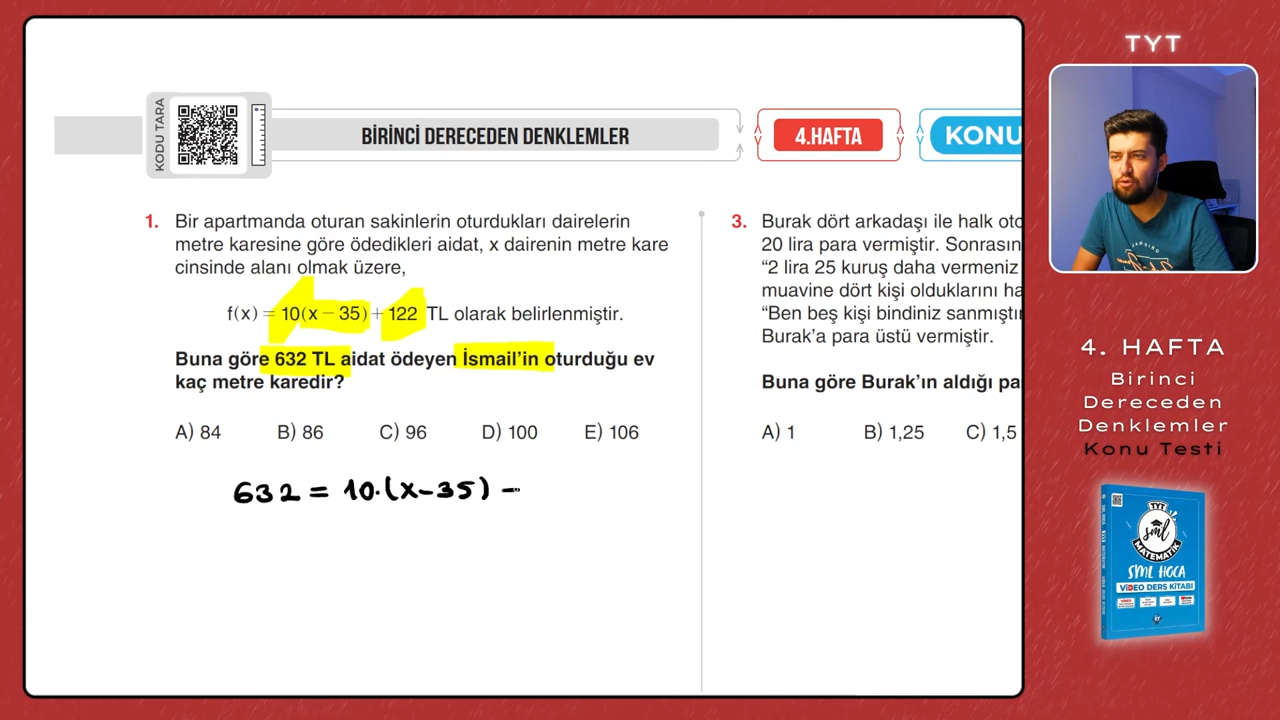 TYT
KODU TARA
BİRİNCİ DERECEDEN DENKLEMLER
4.HAFTA
KONU
1. Bir apartmanda oturan sakinlerin oturdukları dairelerin
metre karesine göre ödedikleri aidat, x dairenin metre kare
cinsinde alanı olmak üzere,
f(x) = 10(x − 35) + 122 TL olarak belirlenmiştir.
Buna göre 632 TL aidat ödeyen İsmail’in oturduğu ev
kaç metre karedir?
A) 84 B) 86 C) 96 D) 100 E) 106
632 = 10.(x-35) -
3. Burak dört arkadaşı ile halk oto
20 lira para vermiştir. Sonrasın
“2 lira 25 kuruş daha vermeniz
muavine dört kişi olduklarını ha
“Ben beş kişi bindiniz sanmıştı
Burak’a para üstü vermiştir.
Buna göre Burak’ın aldığı pa
A) 1 B) 1,25 C) 1,5
4. HAFTA
Birinci
Dereceden
Denklemler
Konu Testi
TYT
sml
MATEMATİK
SML HOCA
VİDEO DERS KİTABI